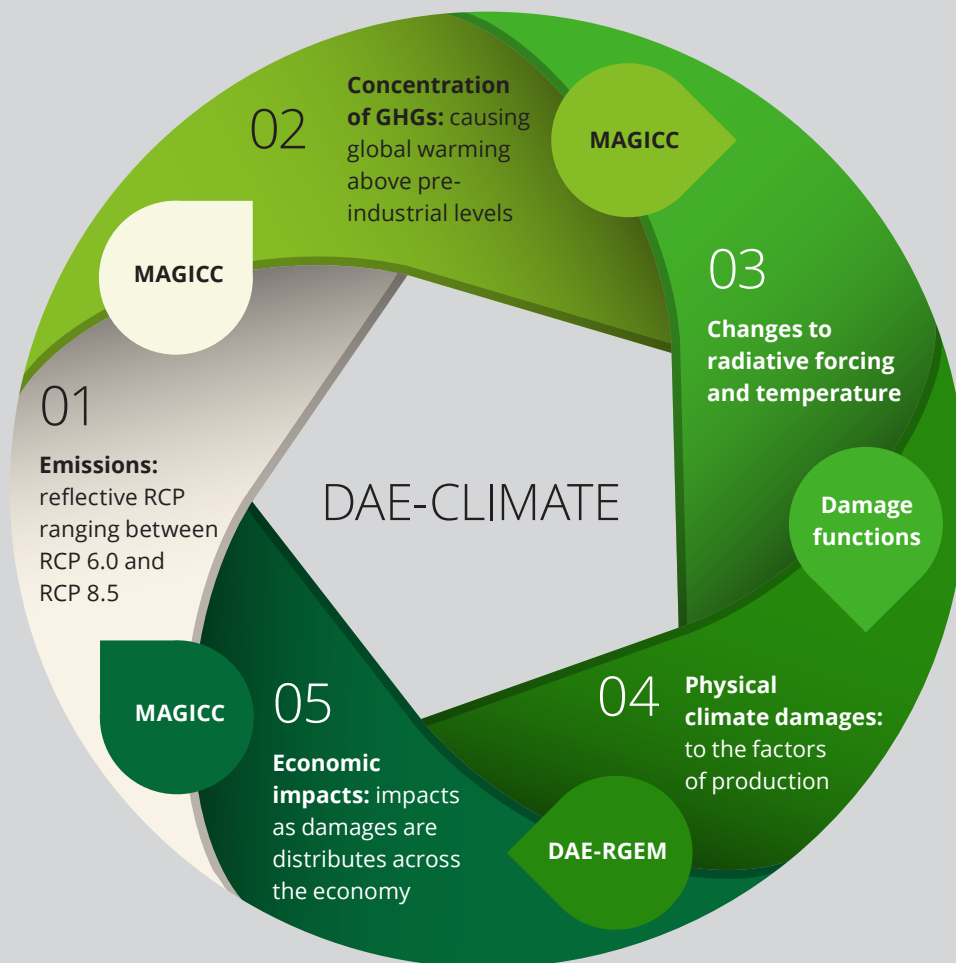 DAE-CLIMATE
01
Emissions:
reflective RCP
ranging between
RCP 6.0 and
RCP 8.5
MAGICC
02
Concentration
of GHGs: causing
global warming
above pre-
industrial levels
MAGICC
03
Changes to
radiative forcing
and temperature
Damage
functions
04
Physical
climate damages:
to the factors
of production
DAE-RGEM
05
Economic
impacts: impacts
as damages are
distributes across
the economy
MAGICC